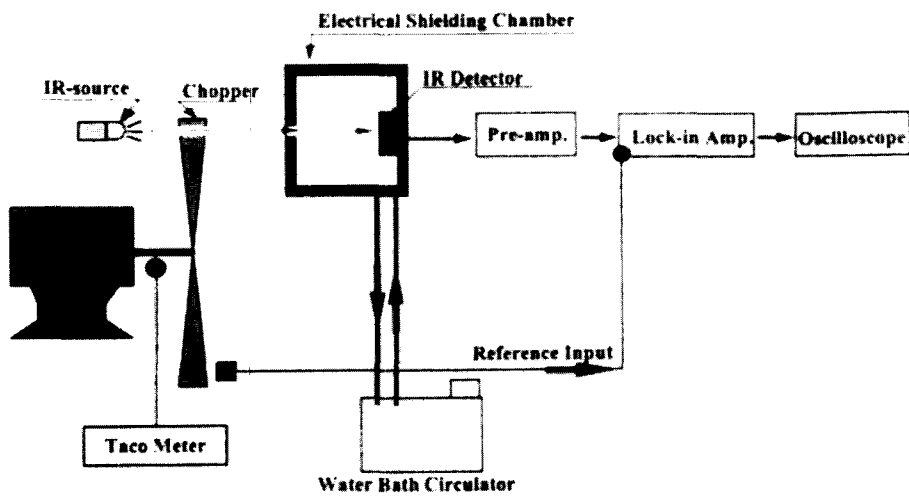 Electrical Shielding Chamber
IR-source
Chopper
IR Detector
Pre-amp.
Lock-in Amp.
Oscilloscope
Reference Input
Taco Meter
Water Bath Circulator